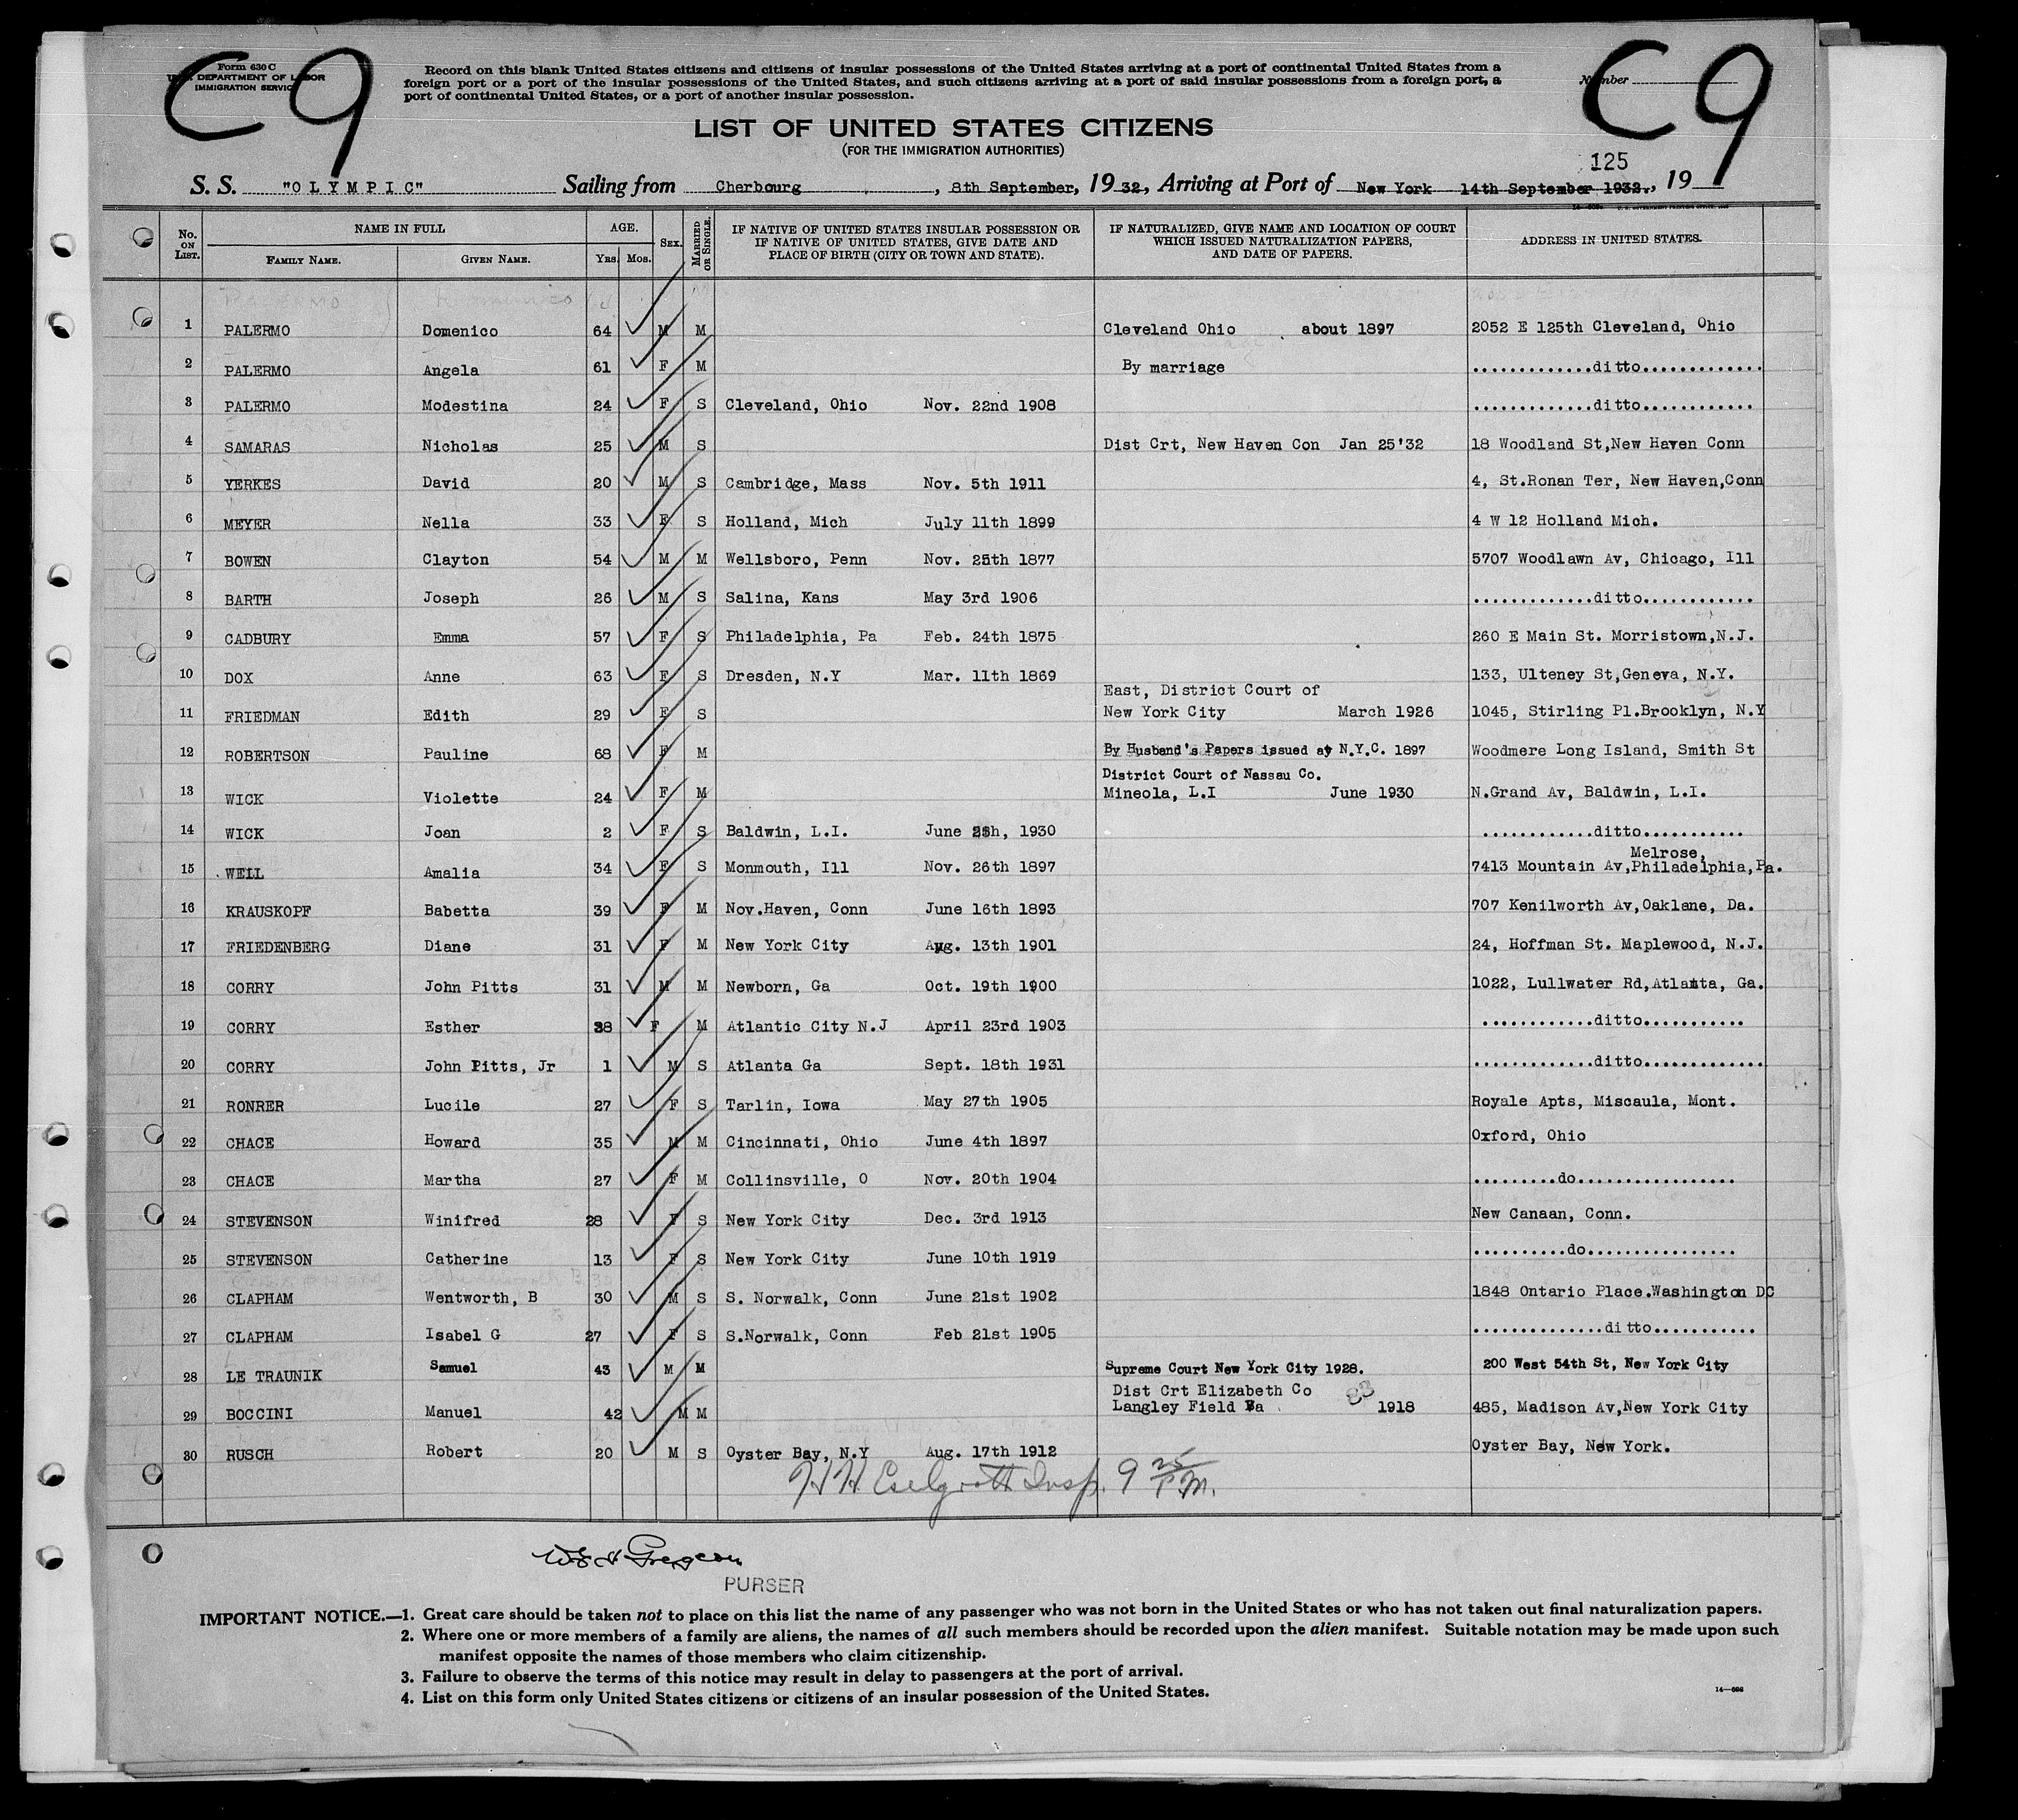 C9
C9
Form 630 C
U. S. DEPARTMENT OF LABOR
IMMIGRATION SERVICE
Record on this blank United States citizens and citizens of insular possessions of the United States arriving at a port of continental United States from a
foreign port or a port of the insular possessions of the United States, and such citizens arriving at a port of said insular possessions from a foreign port, a
port of continental United States, or a port of another insular possession.
Number
LIST OF UNITED STATES CITIZENS
(FOR THE IMMIGRATION AUTHORITIES)
125
S. S. "OLYMPIC" Sailing from Cherbourg, 8th September, 1932, Arriving at Port of New York 14th September 1932., 19
No. ON LIST. NAME IN FULL AGE. SEX. MARRIED OR SINGLE. IF NATIVE OF UNITED STATES INSULAR POSSESSION OR IF NATIVE OF UNITED STATES, GIVE DATE AND PLACE OF BIRTH (CITY OR TOWN AND STATE). IF NATURALIZED, GIVE NAME AND LOCATION OF COURT WHICH ISSUED NATURALIZATION PAPERS, AND DATE OF PAPERS. ADDRESS IN UNITED STATES.
FAMILY NAME. GIVEN NAME. Yrs. Mos.
1 PALERMO Domenico 64 M M Cleveland Ohio about 1897 2052 E 125th Cleveland, Ohio
2 PALERMO Angela 61 F M By marriage .............ditto.............
3 PALERMO Modestina 24 F S Cleveland, Ohio Nov. 22nd 1908 .............ditto............
4 SAMARAS Nicholas 25 M S Dist Crt, New Haven Con Jan 25'32 18 Woodland St,New Haven Conn
5 YERKES David 20 M S Cambridge, Mass Nov. 5th 1911 4, St.Ronan Ter, New Haven,Conn
6 MEYER Nella 33 F S Holland, Mich July 11th 1899 4 W 12 Holland Mich.
7 BOWEN Clayton 54 M M Wellsboro, Penn Nov. 25th 1877 5707 Woodlawn Av, Chicago, Ill
8 BARTH Joseph 26 M S Salina, Kans May 3rd 1906 .............ditto............
9 CADBURY Emma 57 F S Philadelphia, Pa Feb. 24th 1875 260 E Main St. Morristown,N.J.
10 DOX Anne 63 F S Dresden, N.Y Mar. 11th 1869 133, Ulteney St,Geneva, N.Y.
East, District Court of
11 FRIEDMAN Edith 29 F S New York City March 1926 1045, Stirling Pl.Brooklyn, N.Y
12 ROBERTSON Pauline 68 F M By Husband's Papers issued at N.Y.C. 1897 Woodmere Long Island, Smith St
District Court of Nassau Co.
13 WICK Violette 24 F M Mineola, L.I June 1930 N.Grand Av, Baldwin, L.I.
14 WICK Joan 2 F S Baldwin, L.I. June 1930 ............ditto...........
Melrose,
15 WEIL Amalia 34 F S Monmouth, Ill Nov. 26th 1897 7413 Mountain Av,Philadelphia,Pa.
16 KRAUSKOPF Babetta 39 F M Nov.Haven, Conn June 16th 1893 707 Kenilworth Av,Oaklane, Da.
17 FRIEDENBERG Diane 31 F M New York City Aug. 13th 1901 24, Hoffman St. Maplewood, N.J.
18 CORRY John Pitts 31 M M Newborn, Ga Oct. 19th 1900 1022, Lullwater Rd,Atlanta, Ga.
19 CORRY Esther 28 F M Atlantic City N.J April 23rd 1903 ............ditto...........
20 CORRY John Pitts, Jr 1 M S Atlanta Ga Sept. 18th 1931 .............ditto.............
21 RONRER Lucile 27 F S Tarlin, Iowa May 27th 1905 Royale Apts, Miscaula, Mont.
22 CHACE Howard 35 M M Cincinnati, Ohio June 4th 1897 Oxford, Ohio
23 CHACE Martha 27 F M Collinsville, O Nov. 20th 1904 .........do.................
24 STEVENSON Winifred 28 F S New York City Dec. 3rd 1913 New Canaan, Conn.
25 STEVENSON Catherine 13 F S New York City June 10th 1919 ..........do................
26 CLAPHAM Wentworth, B 30 M S S. Norwalk, Conn June 21st 1902 1848 Ontario Place.Washington DC
27 CLAPHAM Isabel G 27 F S S.Norwalk, Conn Feb 21st 1905 ..............ditto...........
28 LE TRAUNIK Samuel 43 M M Supreme Court New York City 1928. 200 West 54th St, New York City
Dist Crt Elizabeth Co
29 BOCCINI Manuel 42 M M Langley Field Va 1918 485, Madison Av,New York City
30 RUSCH Robert 20 M S Oyster Bay, N.Y Aug. 17th 1912 Oyster Bay, New York.
Insp. 9 25 P.M.
PURSER
IMPORTANT NOTICE.—1. Great care should be taken not to place on this list the name of any passenger who was not born in the United States or who has not taken out final naturalization papers.
2. Where one or more members of a family are aliens, the names of all such members should be recorded upon the alien manifest. Suitable notation may be made upon such
manifest opposite the names of those members who claim citizenship.
3. Failure to observe the terms of this notice may result in delay to passengers at the port of arrival.
4. List on this form only United States citizens or citizens of an insular possession of the United States.